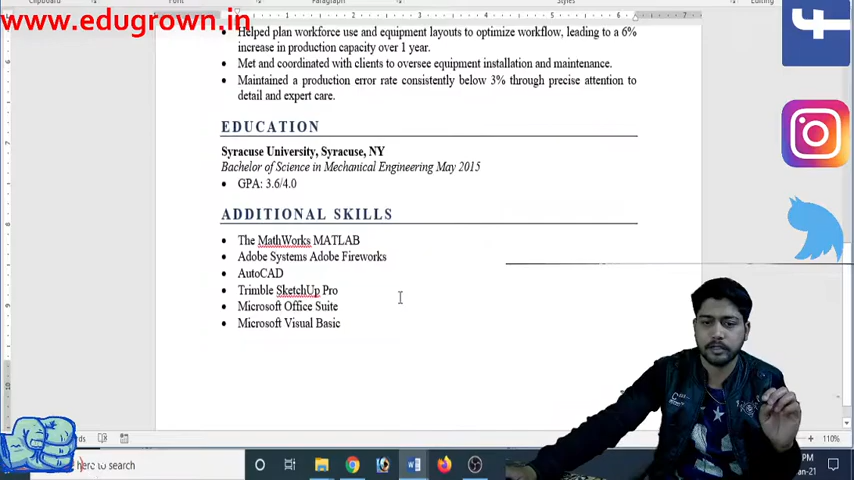 Clipboard
Font
Paragraph
Styles
Editing
www.edugrown.in
Helped plan workforce use and equipment layouts to optimize workflow, leading to a 6%
increase in production capacity over 1 year.
Met and coordinated with clients to oversee equipment installation and maintenance.
Maintained a production error rate consistently below 3% through precise attention to
detail and expert care.
EDUCATION
Syracuse University, Syracuse, NY
Bachelor of Science in Mechanical Engineering May 2015
GPA: 3.6/4.0
ADDITIONAL SKILLS
The MathWorks MATLAB
Adobe Systems Adobe Fireworks
AutoCAD
Trimble SketchUp Pro
Microsoft Office Suite
Microsoft Visual Basic
110%
here to search